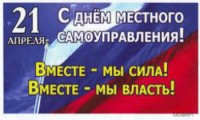 21
АПРЕЛЯ-
С ДНЁМ МЕСТНОГО
САМОУПРАВЛЕНИЯ!
Вместе - мы сила!
Вместе - мы власть!